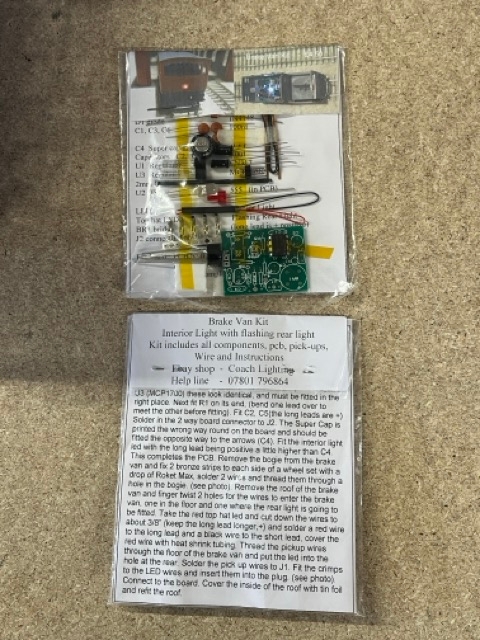 C1, C3, C6
C4 Super
U1
U3
2mm
U2
LED
Flashing Rear Light
J2 conne
Brake Van Kit
Interior Light with flashing rear light
Kit includes all components, pcb, pick-ups,
Wire and Instructions
Ebay shop - Coach Lighting
Help line - 07801 796864
U3 (MCP1700) these look identical, and must be fitted in the
right place. Next fit R1 on its end, (bend one lead over to
meet the other before fitting). Fit C2, C5(the long leads are +)
Solder in the 2 way board connector to J2. The Super Cap is
printed the wrong way round on the board and should be
fitted the opposite way to the arrows (C4). Fit the interior light
led with the long lead being positive a little higher than C4.
This completes the PCB. Remove the bogie from the brake
van and fix 2 bronze strips to each side of a wheel set with a
drop of Roket Max, solder 2 wires and thread them through a
hole in the bogie. (see photo). Remove the roof of the brake
van and finger twist 2 holes for the wires to enter the brake
van, one in the floor and one where the rear light is going to
be fitted. Take the red top hat led and cut down the wires to
about 3/8" (keep the long lead longer,+) and solder a red wire
to the long lead and a black wire to the short lead, cover the
red wire with heat shrink tubing. Thread the pickup wires
through the floor of the brake van and put the led into the
hole at the rear. Solder the pick up wires to J1. Fit the crimps
to the LED wires and insert them into the plug. (see photo).
Connect to the board. Cover the inside of the roof with tin foil
and refit the roof.